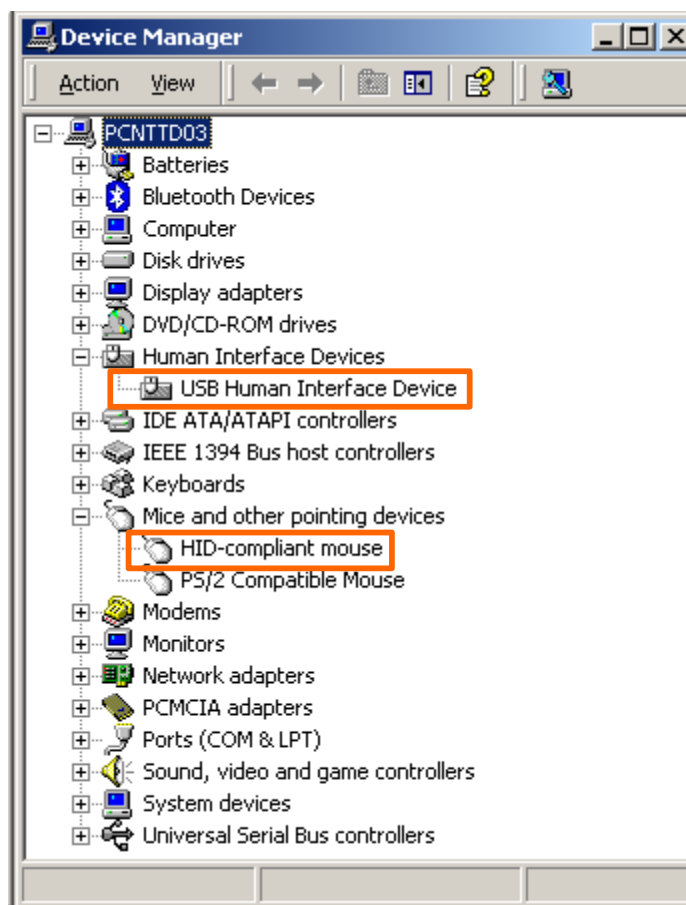 Device Manager
Action View
PCNTTD03
Batteries
Bluetooth Devices
Computer
Disk drives
Display adapters
DVD/CD-ROM drives
Human Interface Devices
USB Human Interface Device
IDE ATA/ATAPI controllers
IEEE 1394 Bus host controllers
Keyboards
Mice and other pointing devices
HID-compliant mouse
PS/2 Compatible Mouse
Modems
Monitors
Network adapters
PCMCIA adapters
Ports (COM & LPT)
Sound, video and game controllers
System devices
Universal Serial Bus controllers